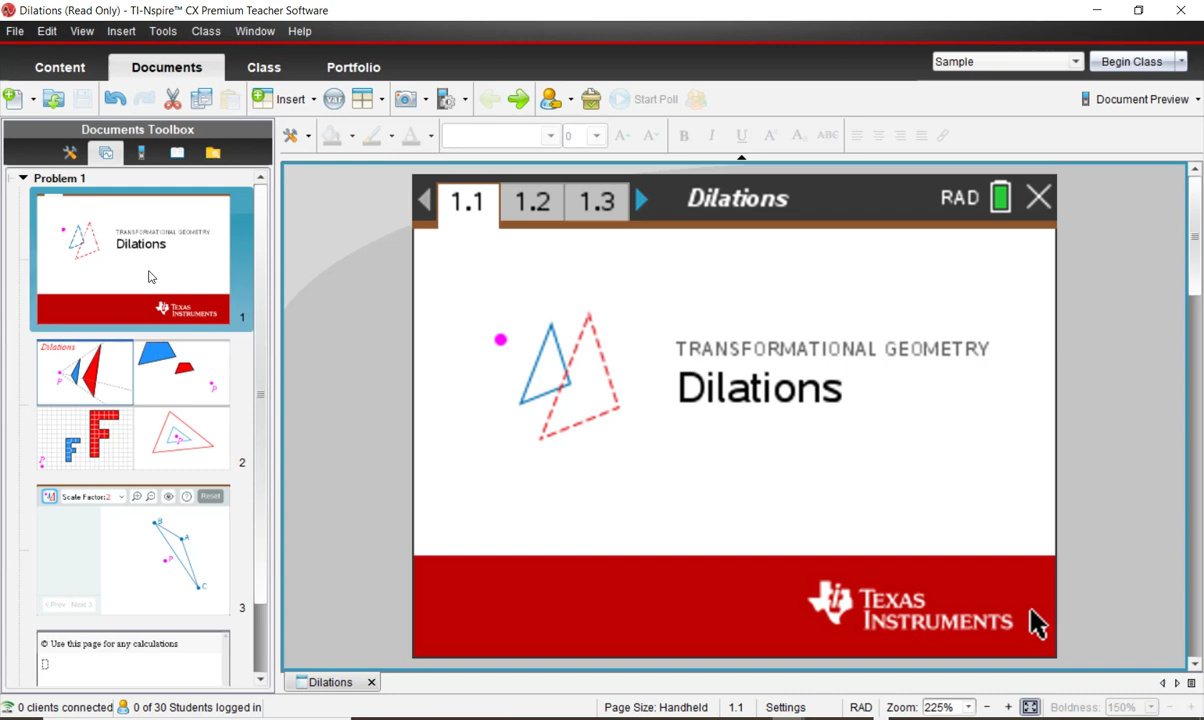 Dilations (Read Only) - TI-Nspire™ CX Premium Teacher Software
File Edit View Insert Tools Class Window Help
Content Documents Class Portfolio Sample Begin Class
Insert Start Poll Document Preview
Documents Toolbox
0 B I U A A ABC
Problem 1
TRANSFORMATIONAL GEOMETRY
Dilations
TEXAS INSTRUMENTS
1
Dilations
P
P
P
P
2
Scale Factor:2 Reset
B
A
P
C
<Prev Next>
3
© Use this page for any calculations
1.1 1.2 1.3 Dilations RAD
TRANSFORMATIONAL GEOMETRY
Dilations
TEXAS
INSTRUMENTS
Dilations
0 clients connected 0 of 30 Students logged in Page Size: Handheld 1.1 Settings RAD Zoom: 225% Boldness: 150%